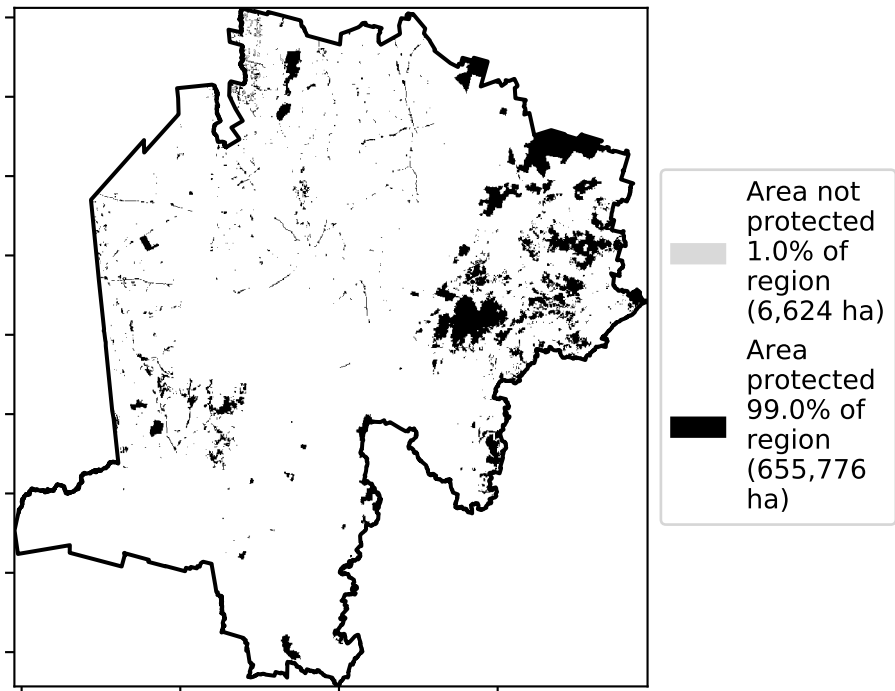 Area not
protected
1.0% of
region
(6,624 ha)
Area
protected
99.0% of
region
(655,776
ha)